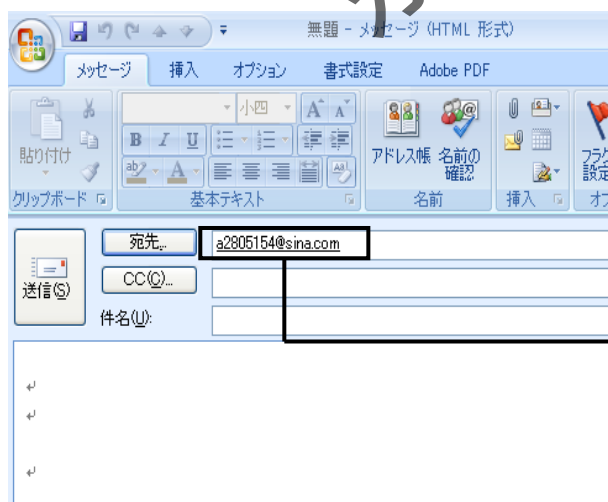 無題 - メッセージ (HTML 形式)
メッセージ 挿入 オプション 書式設定 Adobe PDF
小四 A A
B I U
貼り付け
ab A
アドレス帳 名前の
確認
クリップボード 基本テキスト 名前 挿入
宛先...
a2805154@sina.com
送信(S)
CC(C)...
件名(U):